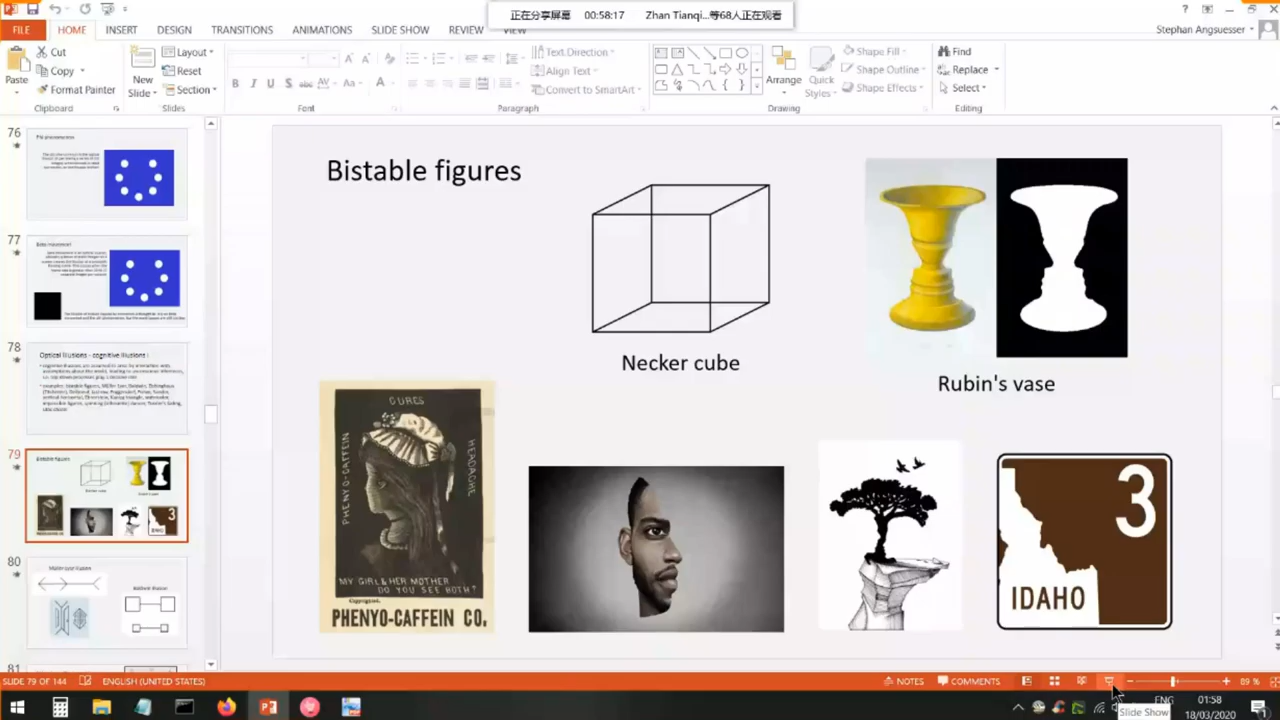 正在分享屏幕 00:58:17 Zhan Tianqi...等68人正在观看
FILE HOME INSERT DESIGN TRANSITIONS ANIMATIONS SLIDE SHOW REVIEW VIEW
Stephan Angsuesser
Paste
Cut
Copy
Format Painter
Clipboard
New
Slide
Layout
Reset
Section
Slides
Font
Text Direction
Align Text
Convert to SmartArt
Paragraph
Arrange
Quick
Styles
Shape Fill
Shape Outline
Shape Effects
Drawing
Find
Replace
Select
Editing
76
77
78
Optical illusions - cognitive illusions I
79
Bistable figures
80
81
Bistable figures
Necker cube
Rubin's vase
CURES
PHENYO-CAFFEIN
HEADACHE
MY GIRL & HER MOTHER
DO YOU SEE BOTH?
Copyrighted.
PHENYO-CAFFEIN CO.
3
IDAHO
SLIDE 79 OF 144 ENGLISH (UNITED STATES)
NOTES COMMENTS 89 %
ENG
01:58
18/03/2020
Slide Show